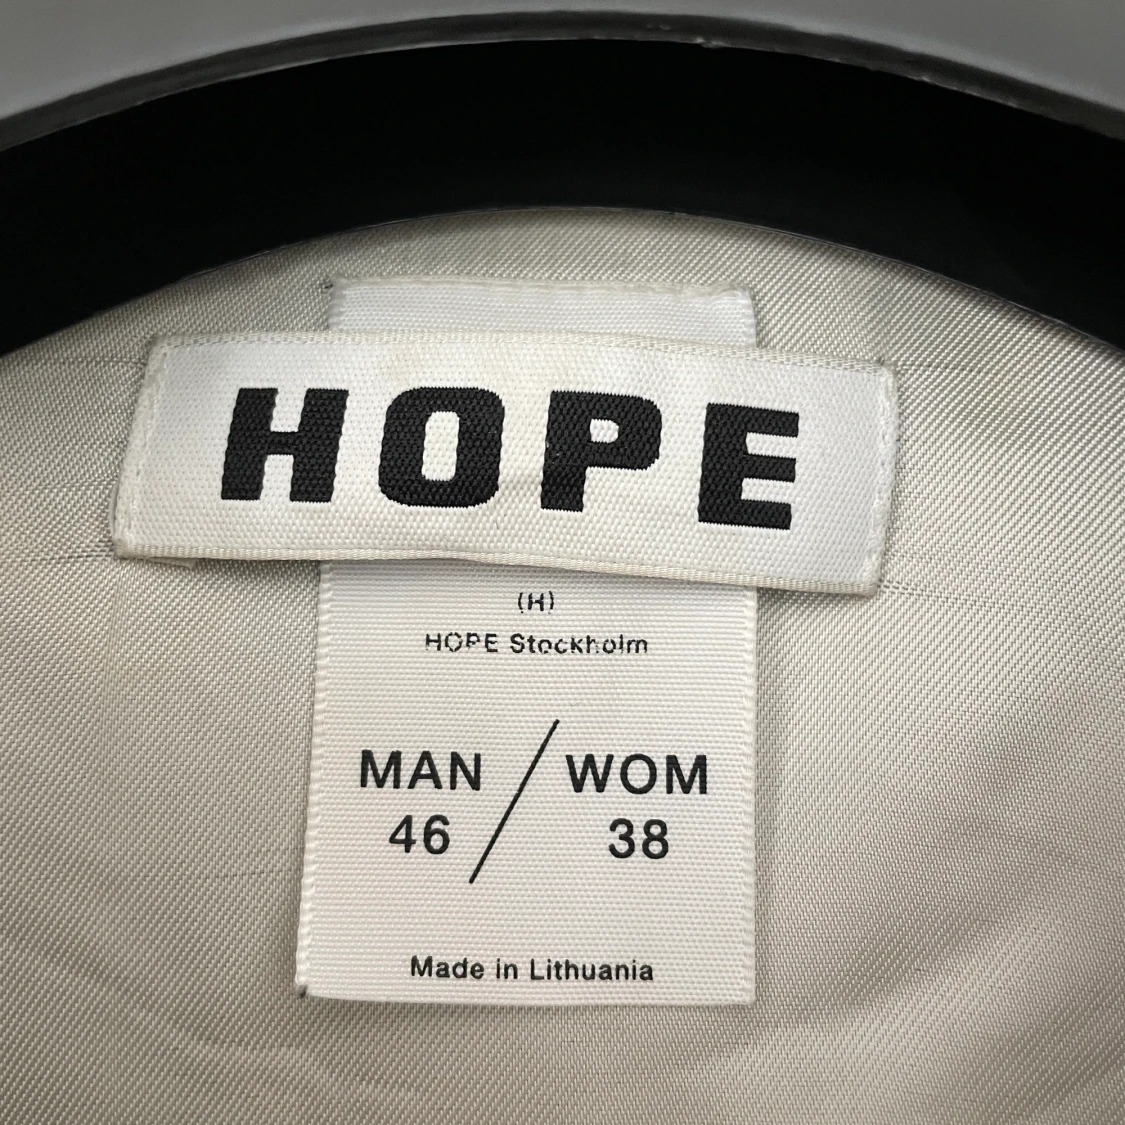 HOPE
(H)
HOPE Stockholm
MAN / WOM
46 38
Made in Lithuania